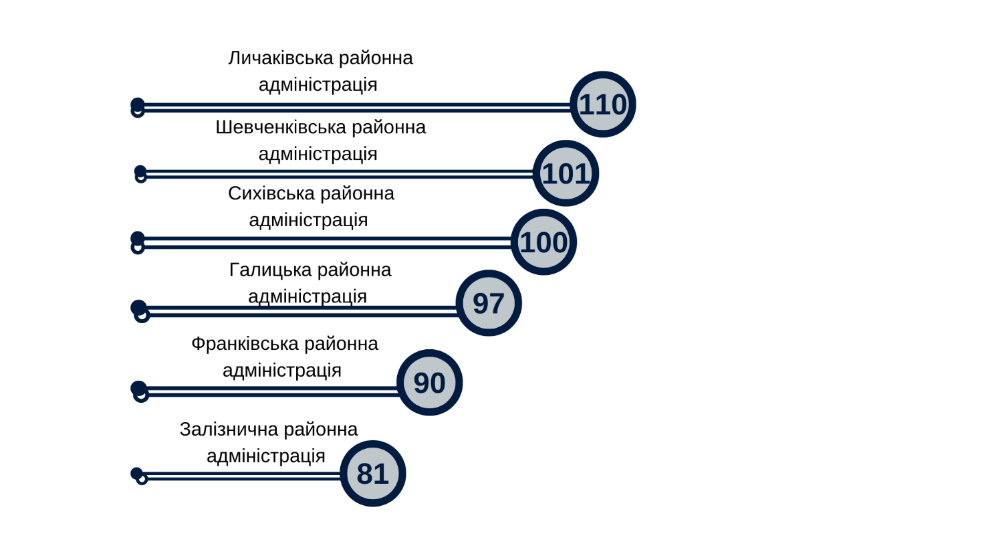 Личаківська районна
адміністрація
110
Шевченківська районна
адміністрація
101
Сихівська районна
адміністрація
100
Галицька районна
адміністрація
97
Франківська районна
адміністрація
90
Залізнична районна
адміністрація
81